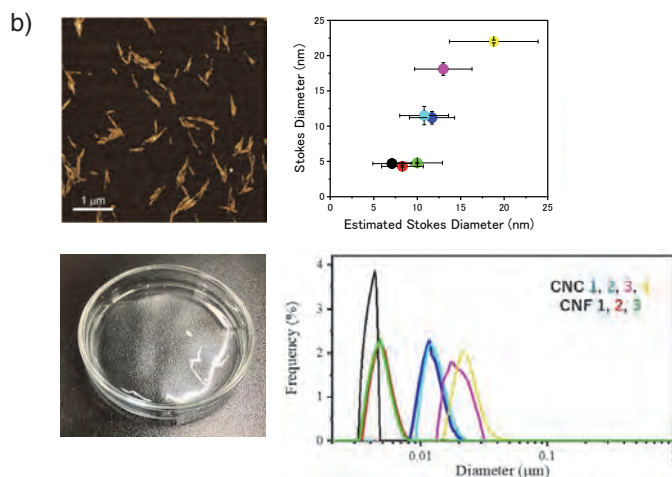 b)
1 μm
Stokes Diameter (nm)
25
20
15
10
5
0
0
5
10
15
20
25
Estimated Stokes Diameter (nm)
Frequency (%)
4
3
2
1
0
CNC 1, 2, 3, 4
CNF 1, 2, 3
0.01
0.1
Diameter (μm)